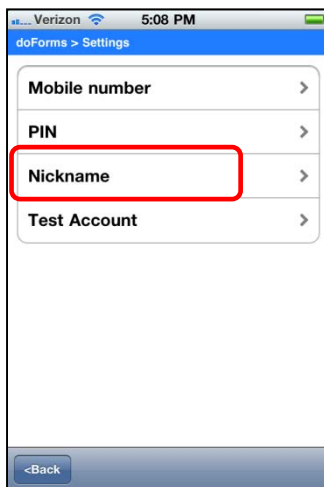 Verizon 5:08 PM
doForms > Settings
Mobile number >
PIN >
Nickname >
Test Account >
<Back